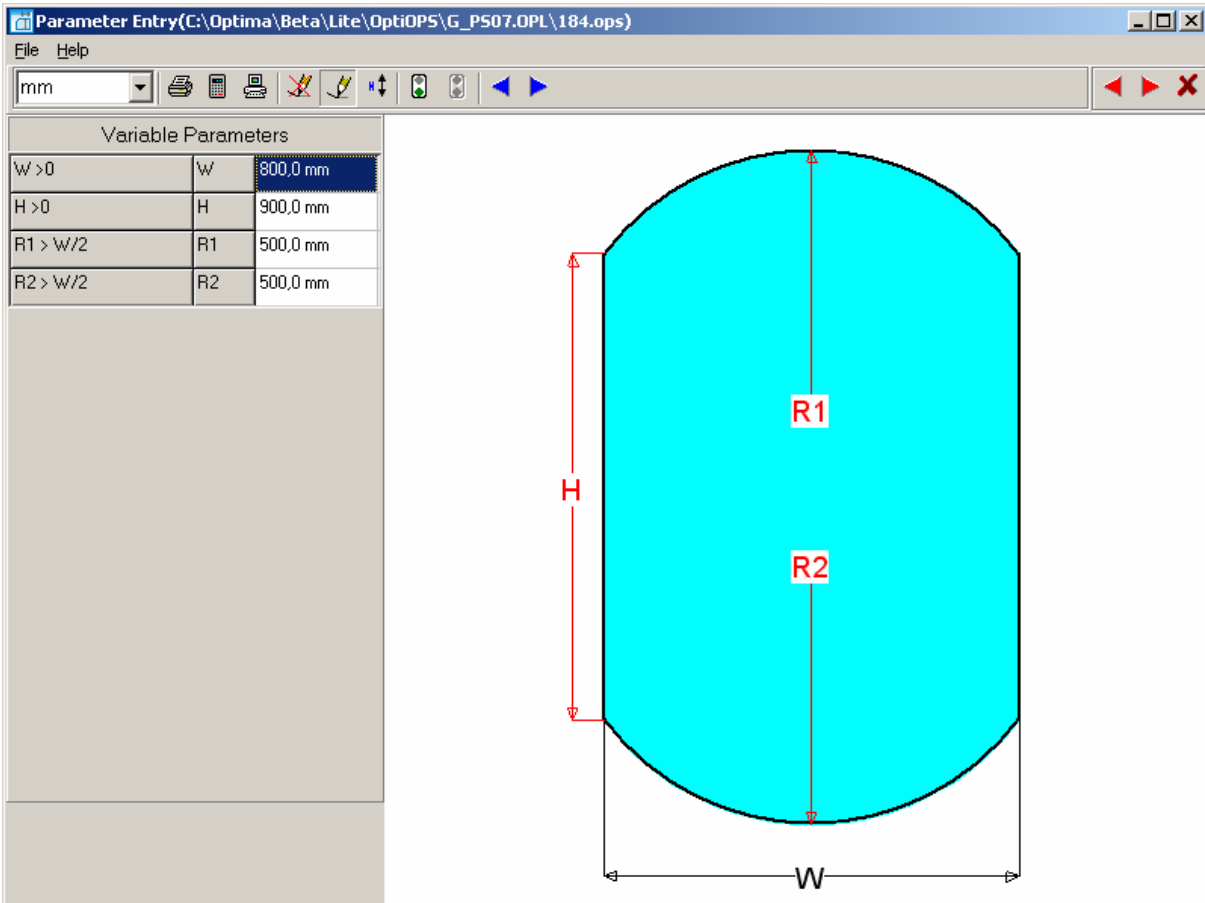 Parameter Entry(C:\Optima\Beta\Lite\OptiOPS\G_PS07.OPL\184.ops)
File Help
mm
Variable Parameters
W >0 W 800,0 mm
H >0 H 900,0 mm
R1 > W/2 R1 500,0 mm
R2 > W/2 R2 500,0 mm
R1
H
R2
W